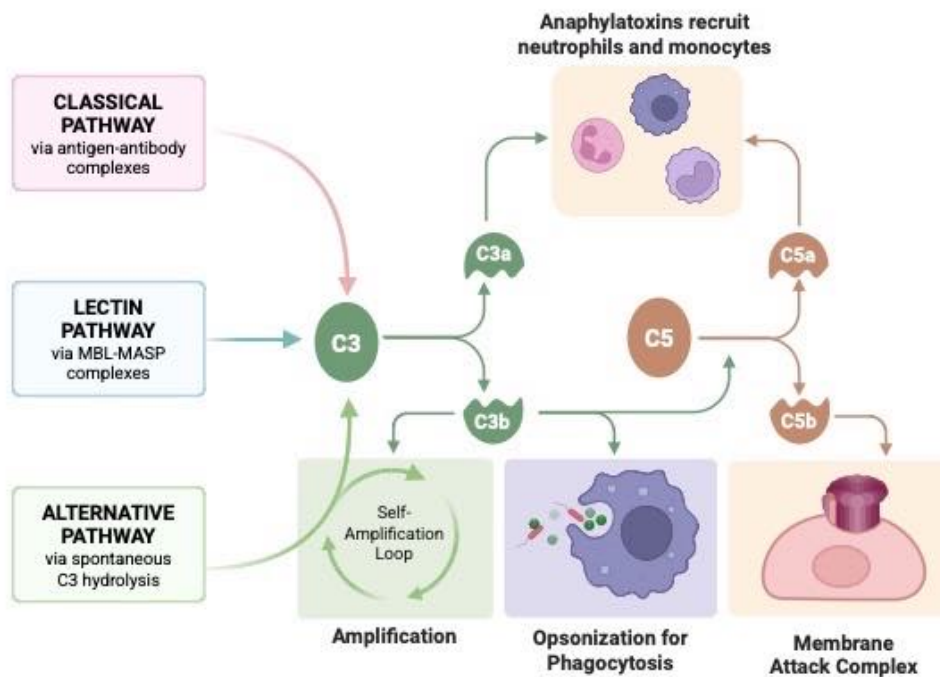 Anaphylatoxins recruit
neutrophils and monocytes
CLASSICAL
PATHWAY
via antigen-antibody
complexes
C3a
C5a
LECTIN
PATHWAY
via MBL-MASP
complexes
C3
C5
C3b
C5b
ALTERNATIVE
PATHWAY
via spontaneous
C3 hydrolysis
Self-
Amplification
Loop
Amplification
Opsonization for
Phagocytosis
Membrane
Attack Complex